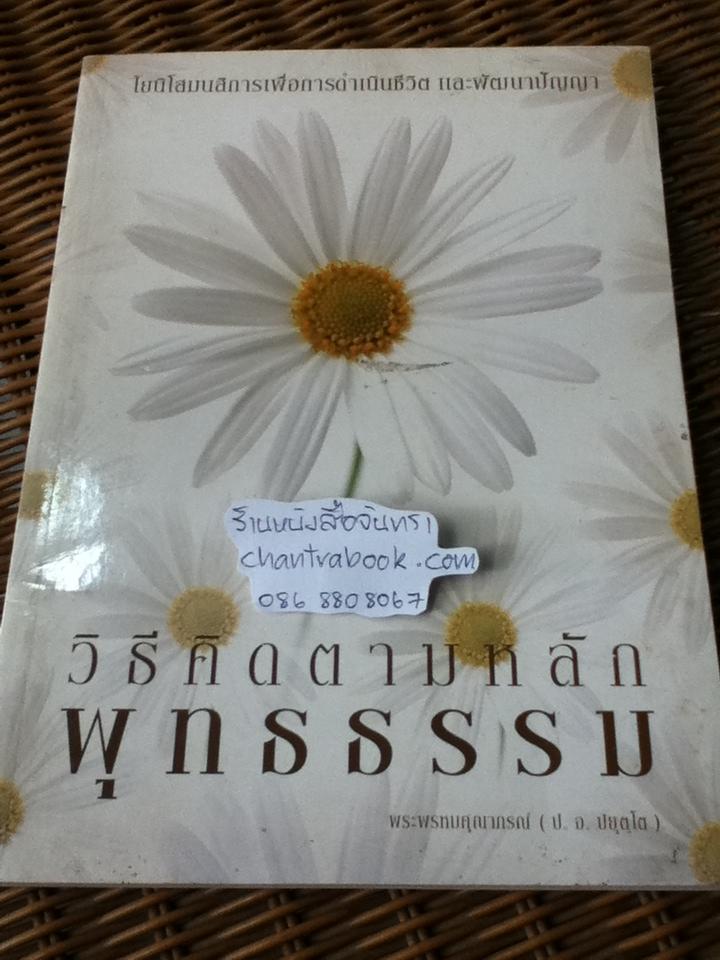 โยนิโสมนสิการเพื่อการดำเนินชีวิต และพัฒนาปัญญา
ร้านหนังสือจันทรา
chantrabook.com
086 8808067
วิธีคิดตามหลัก
พุทธธรรม
พระพรหมคุณาภรณ์ ( ป. อ. ปยุตฺโต )